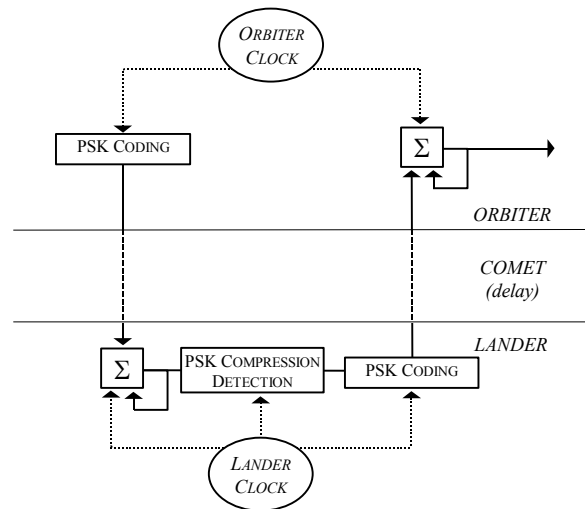 ORBITER
CLOCK
PSK CODING
Σ
ORBITER
COMET
(delay)
LANDER
Σ
PSK COMPRESSION
DETECTION
PSK CODING
LANDER
CLOCK